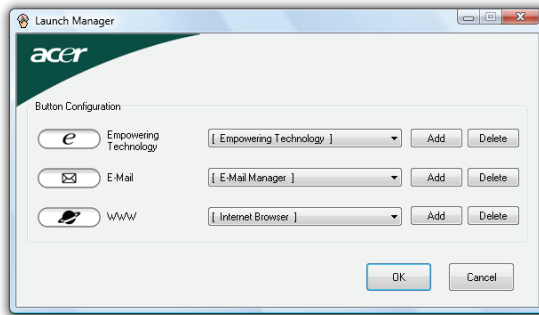 Launch Manager
acer
Button Configuration
e Empowering Technology [ Empowering Technology ] Add Delete
E-Mail [ E-Mail Manager ] Add Delete
WWW [ Internet Browser ] Add Delete
OK Cancel